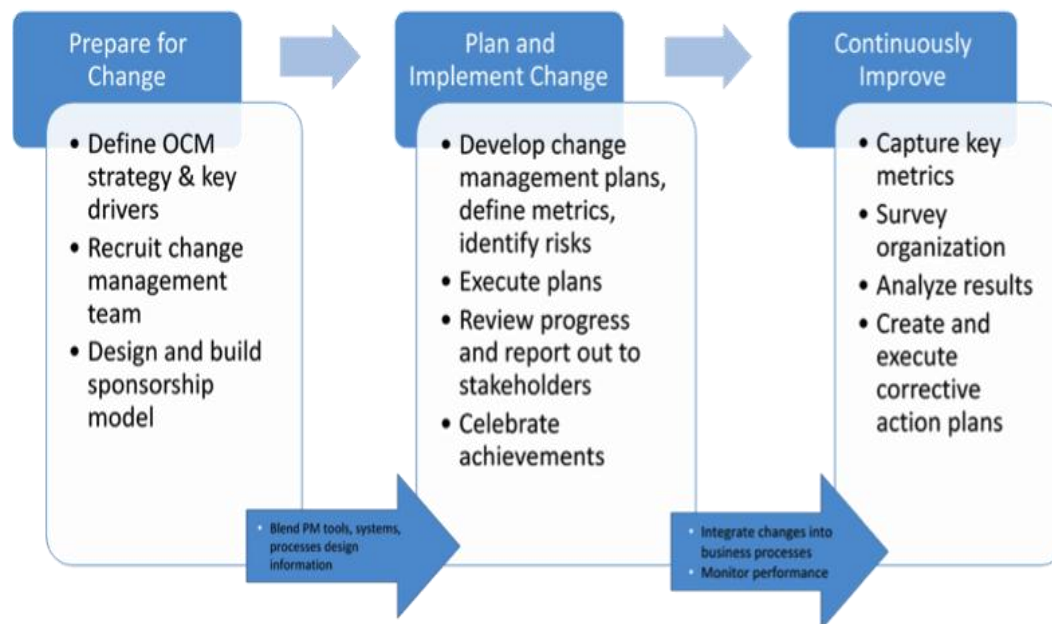 Prepare for
Change
• Define OCM
strategy & key
drivers
• Recruit change
management
team
• Design and build
sponsorship
model
• Blend PM tools, systems,
processes design
information
Plan and
Implement Change
• Develop change
management plans,
define metrics,
identify risks
• Execute plans
• Review progress
and report out to
stakeholders
• Celebrate
achievements
• Integrate changes into
business processes
• Monitor performance
Continuously
Improve
• Capture key
metrics
• Survey
organization
• Analyze results
• Create and
execute
corrective
action plans